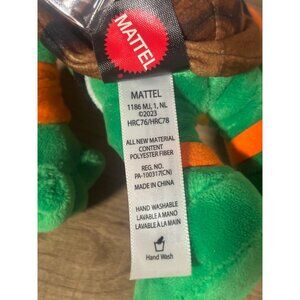 MATTEL
MATTEL
1186 MJ, 1, NL
©2023
HRC76/HRC78
ALL NEW MATERIAL
CONTENT
POLYESTER FIBER
REG. NO.
PA-100317(CN)
MADE IN CHINA
HAND WASHABLE
LAVABLE A MANO
LAVABLE À LA MAIN
Hand Wash